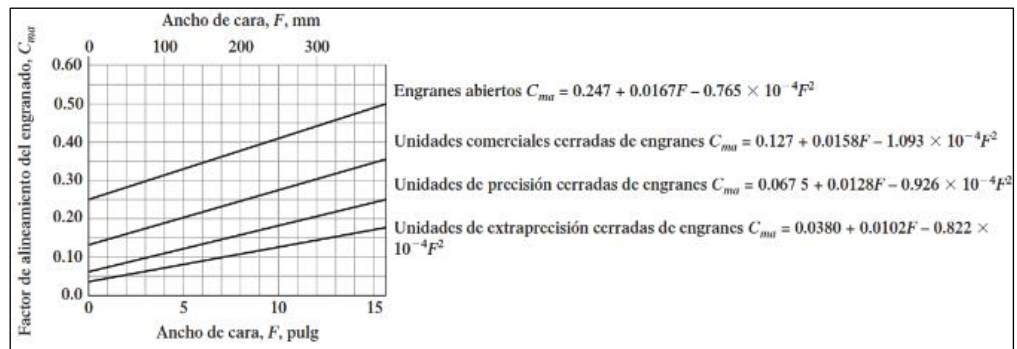 Ancho de cara, F, mm
0 100 200 300
Factor de alineamiento del engranado, Cma
0.60
0.50
0.40
0.30
0.20
0.10
0.0
0 5 10 15
Ancho de cara, F, pulg
Engranes abiertos Cma = 0.247 + 0.0167F – 0.765 × 10⁻⁴F²
Unidades comerciales cerradas de engranes Cma = 0.127 + 0.0158F – 1.093 × 10⁻⁴F²
Unidades de precisión cerradas de engranes Cma = 0.067 5 + 0.0128F – 0.926 × 10⁻⁴F²
Unidades de extraprecisión cerradas de engranes Cma = 0.0380 + 0.0102F – 0.822 ×
10⁻⁴F²